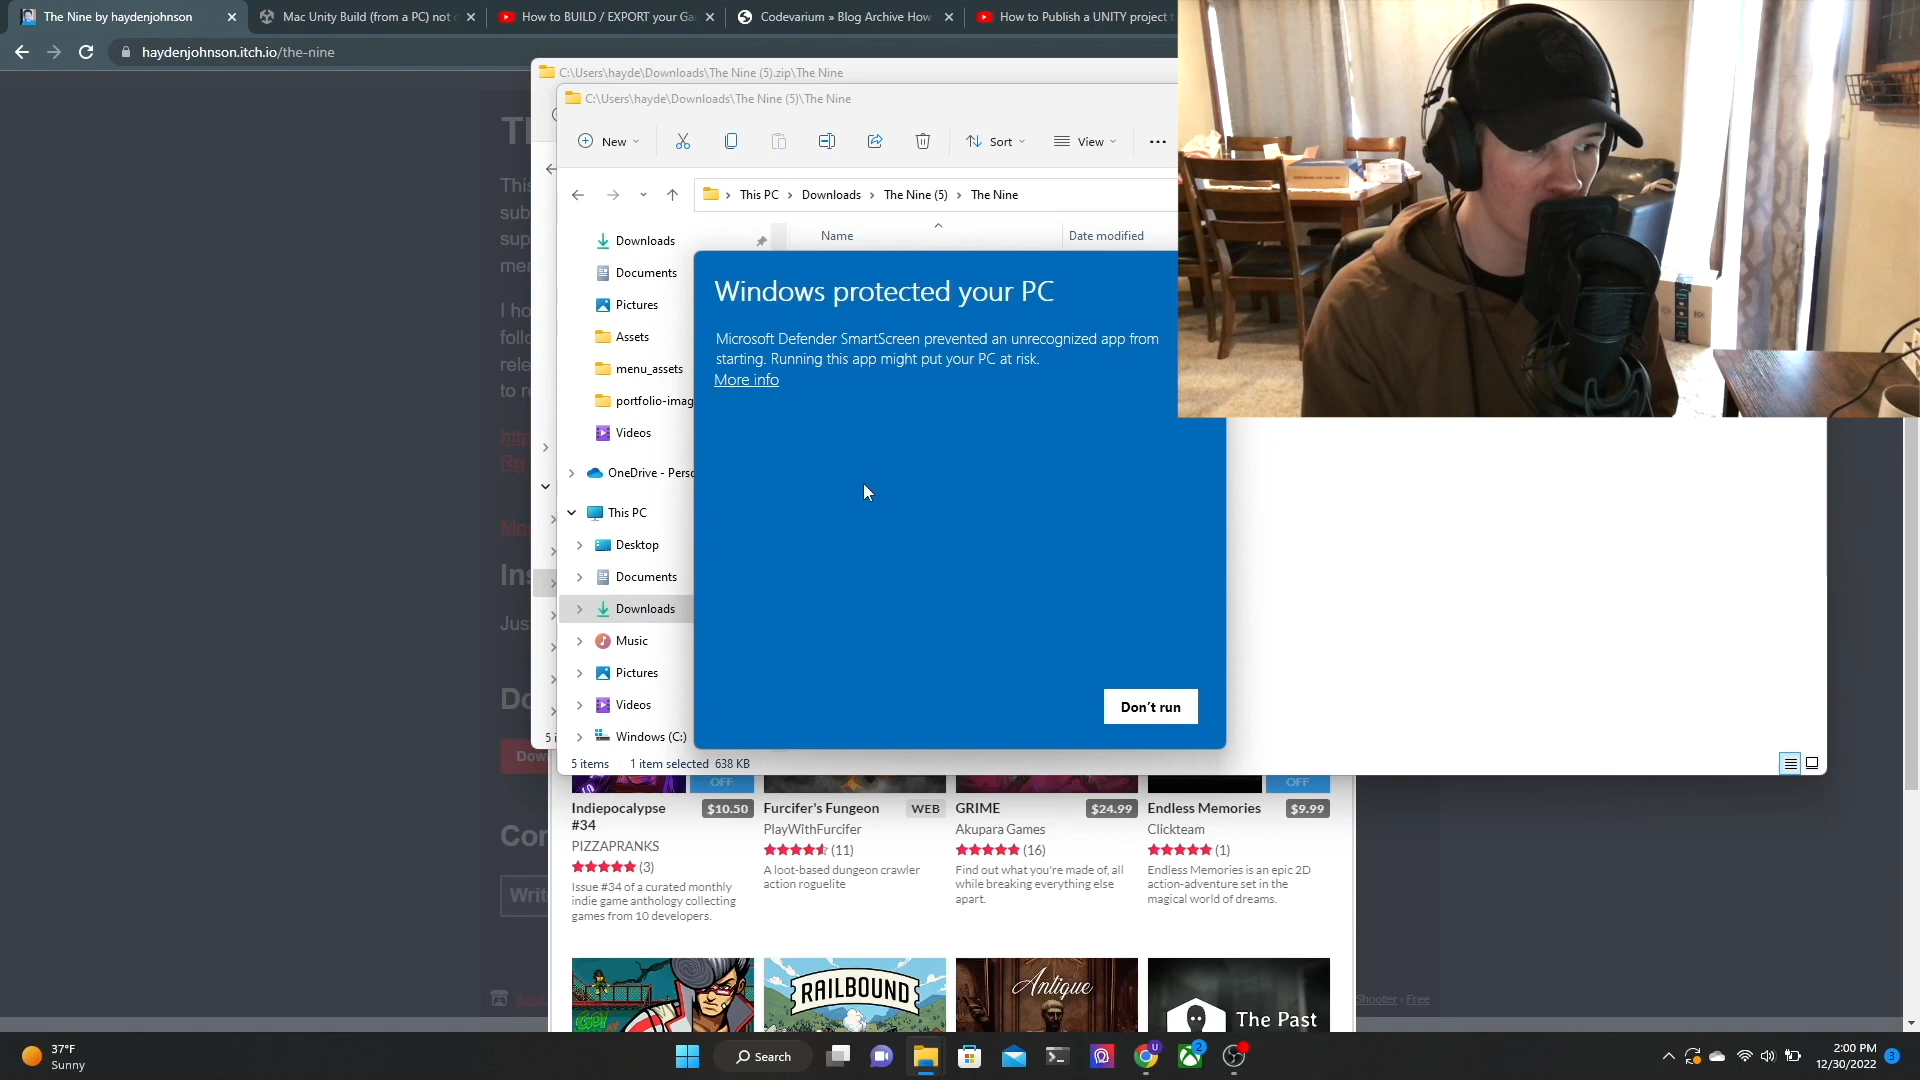 The Nine by haydenjohnson
Mac Unity Build (from a PC) not
How to BUILD / EXPORT your Ga
Codevarium » Blog Archive How
How to Publish a UNITY project t
haydenjohnson.itch.io/the-nine
C:\Users\hayde\Downloads\The Nine (5).zip\The Nine
C:\Users\hayde\Downloads\The Nine (5)\The Nine
New
Sort
View
This PC > Downloads > The Nine (5) > The Nine
Name
Date modified
Downloads
Documents
Pictures
Assets
menu_assets
portfolio-imag
Videos
OneDrive - Perso
This PC
Desktop
Documents
Downloads
Music
Pictures
Videos
Windows (C:)
5 items 1 item selected 638 KB
Windows protected your PC
Microsoft Defender SmartScreen prevented an unrecognized app from
starting. Running this app might put your PC at risk.
More info
Don't run
OFF
OFF
Indiepocalypse
#34
$10.50
PIZZAPRANKS
(3)
Issue #34 of a curated monthly
indie game anthology collecting
games from 10 developers.
Furcifer's Fungeon
WEB
PlayWithFurcifer
(11)
A loot-based dungeon crawler
action roguelite
GRIME
$24.99
Akupara Games
(16)
Find out what you're made of, all
while breaking everything else
apart.
Endless Memories
$9.99
Clickteam
(1)
Endless Memories is an epic 2D
action-adventure set in the
magical world of dreams.
RAILBOUND
Antique
The Past
Shooter › Free
37°F
Sunny
Search
2:00 PM
12/30/2022
3